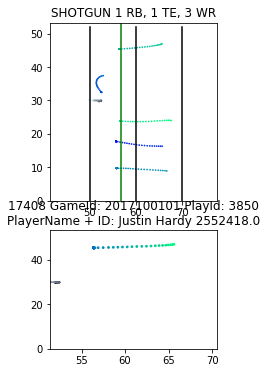 SHOTGUN 1 RB, 1 TE, 3 WR
50
40
30
20
10
0
50 60 70
17408 GameId: 2017100101 PlayId: 3850
PlayerName + ID: Justin Hardy 2552418.0
40
20
0
55 60 65 70